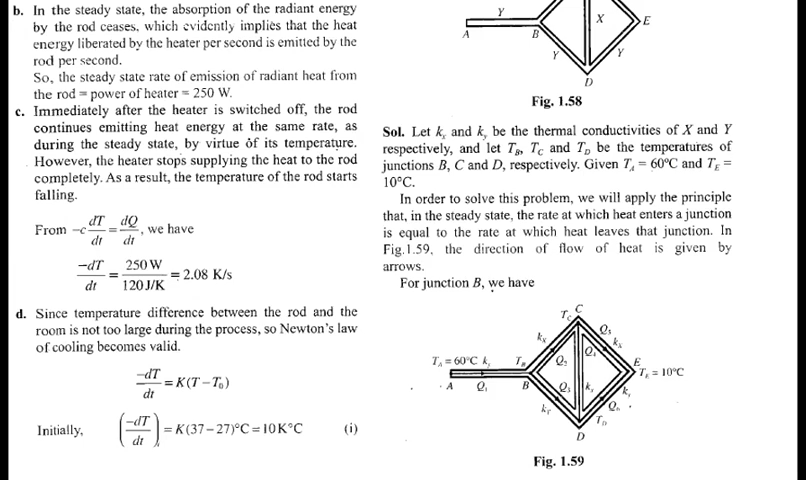 b. In the steady state, the absorption of the radiant energy
by the rod ceases. which evidently implies that the heat
energy liberated by the heater per second is emitted by the
rod per second.
So, the steady state rate of emission of radiant heat from
the rod = power of heater = 250 W.
c. Immediately after the heater is switched off, the rod
continues emitting heat energy at the same rate, as
during the steady state, by virtue of its temperature.
However, the heater stops supplying the heat to the rod
completely. As a result, the temperature of the rod starts
falling.
From −c dT/dt = dQ/dt, we have
−dT/dt = 250 W/120 J/K = 2.08 K/s
d. Since temperature difference between the rod and the
room is not too large during the process, so Newton's law
of cooling becomes valid.
−dT/dt = K(T − T₀)
Initially, (−dT/dt) = K(37−27)°C = 10K°C (i)
Y
X
E
A
B
Y
Y
D
Fig. 1.58
Sol. Let kₓ and kᵧ be the thermal conductivities of X and Y
respectively, and let T_B, T_C and T_D be the temperatures of
junctions B, C and D, respectively. Given T_A = 60°C and T_E =
10°C.
In order to solve this problem, we will apply the principle
that, in the steady state, the rate at which heat enters a junction
is equal to the rate at which heat leaves that junction. In
Fig.1.59, the direction of flow of heat is given by
arrows.
For junction B, we have
C
T_C
Q₅
kₓ
kₓ
T_A = 60°C
Q₂
E
T_E = 10°C
A
Q₁
B
Q₃
T_D
D
Fig. 1.59